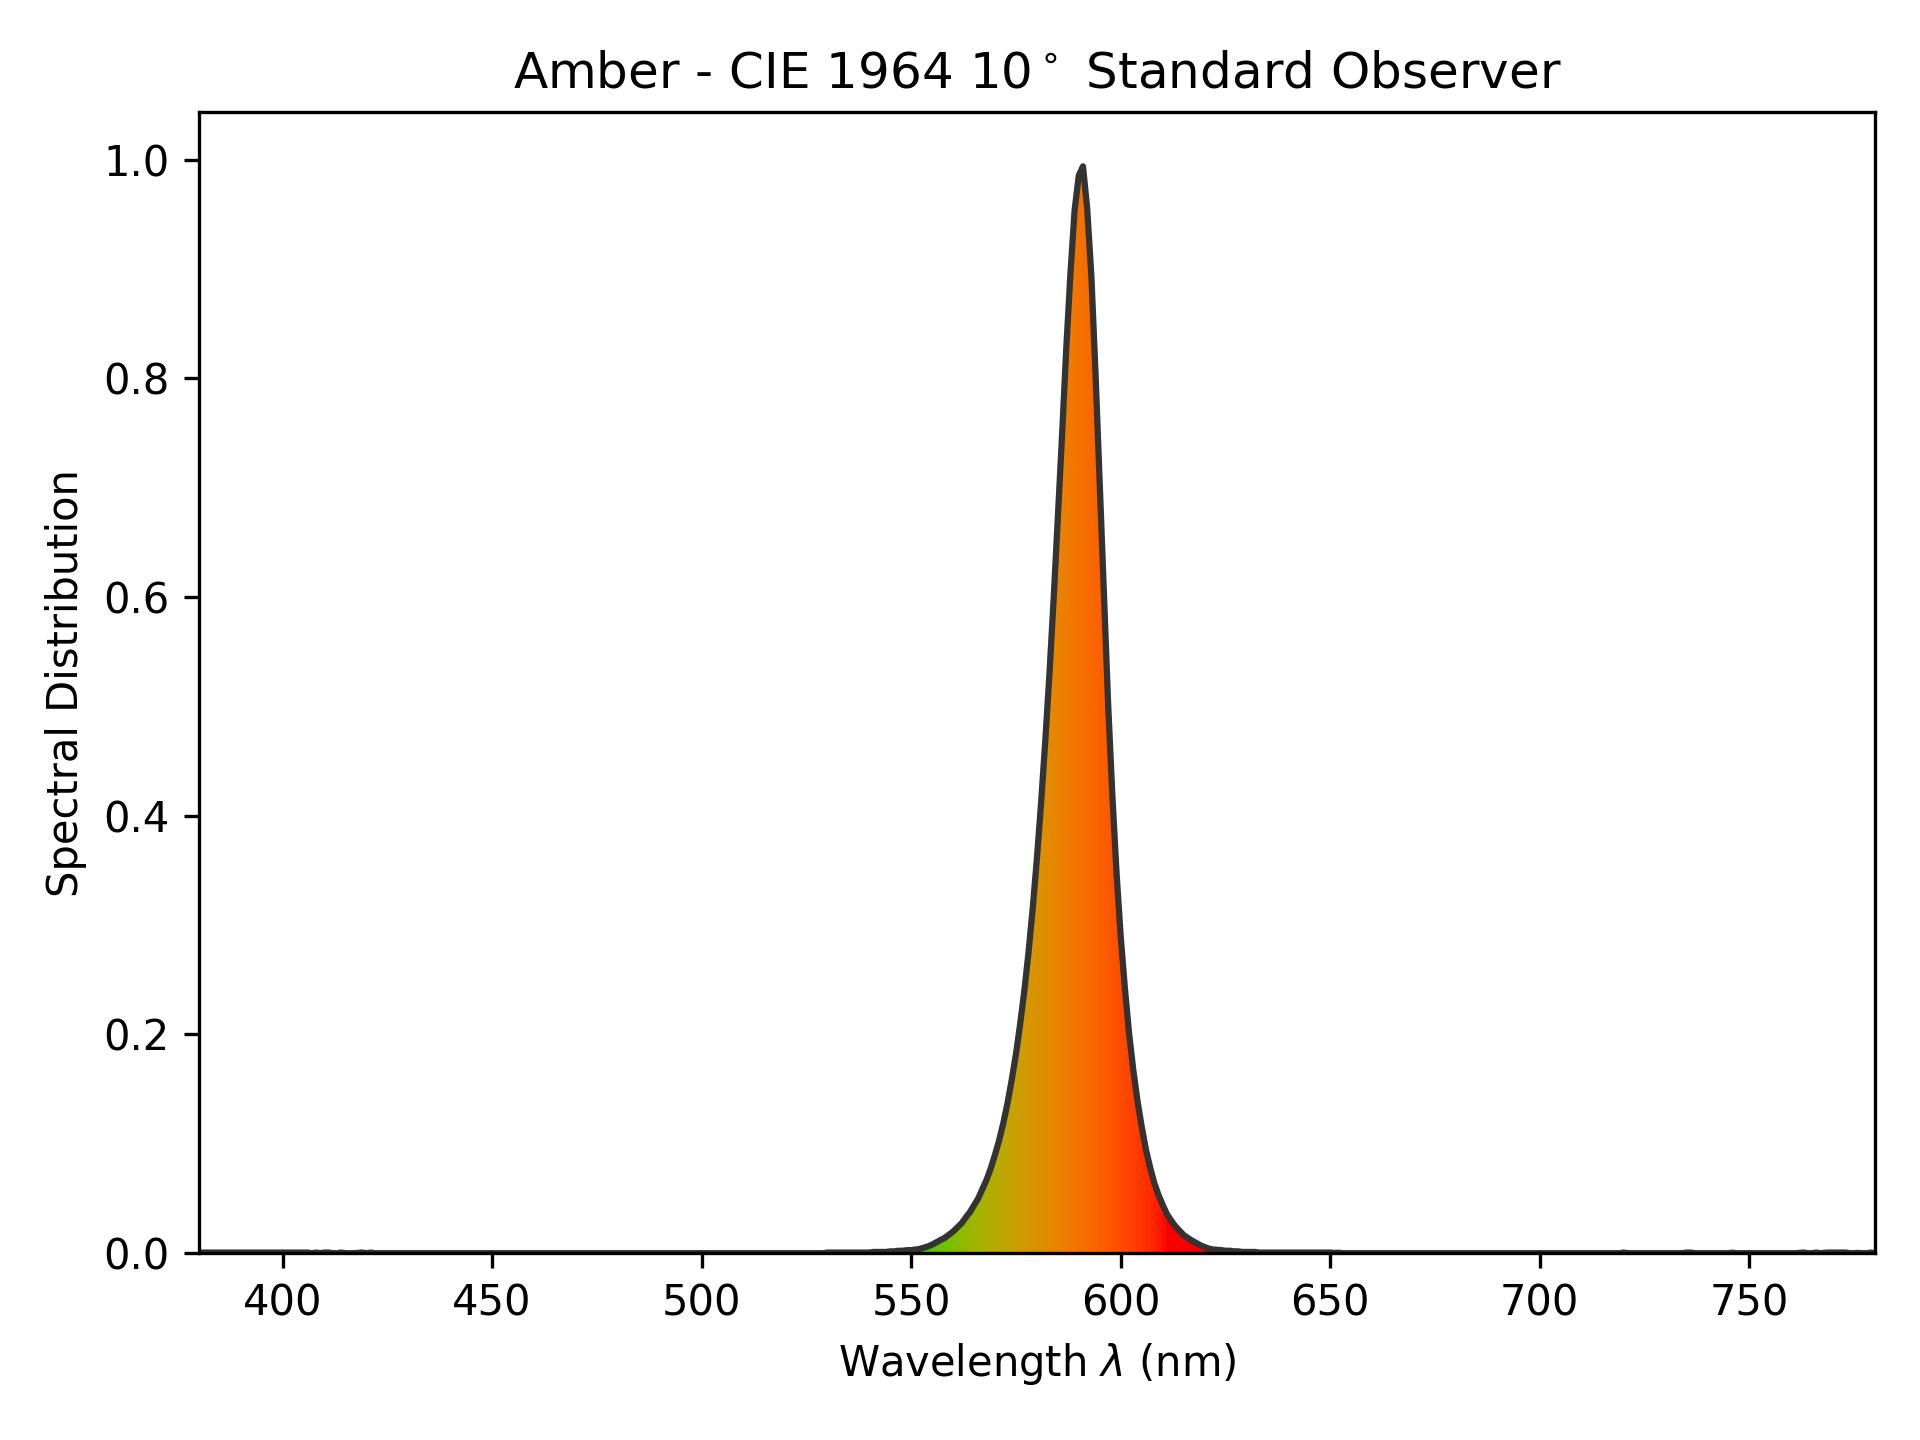 Amber - CIE 1964 10° Standard Observer
1.0
0.8
0.6
0.4
0.2
0.0
Spectral Distribution
400 450 500 550 600 650 700 750
Wavelength λ (nm)